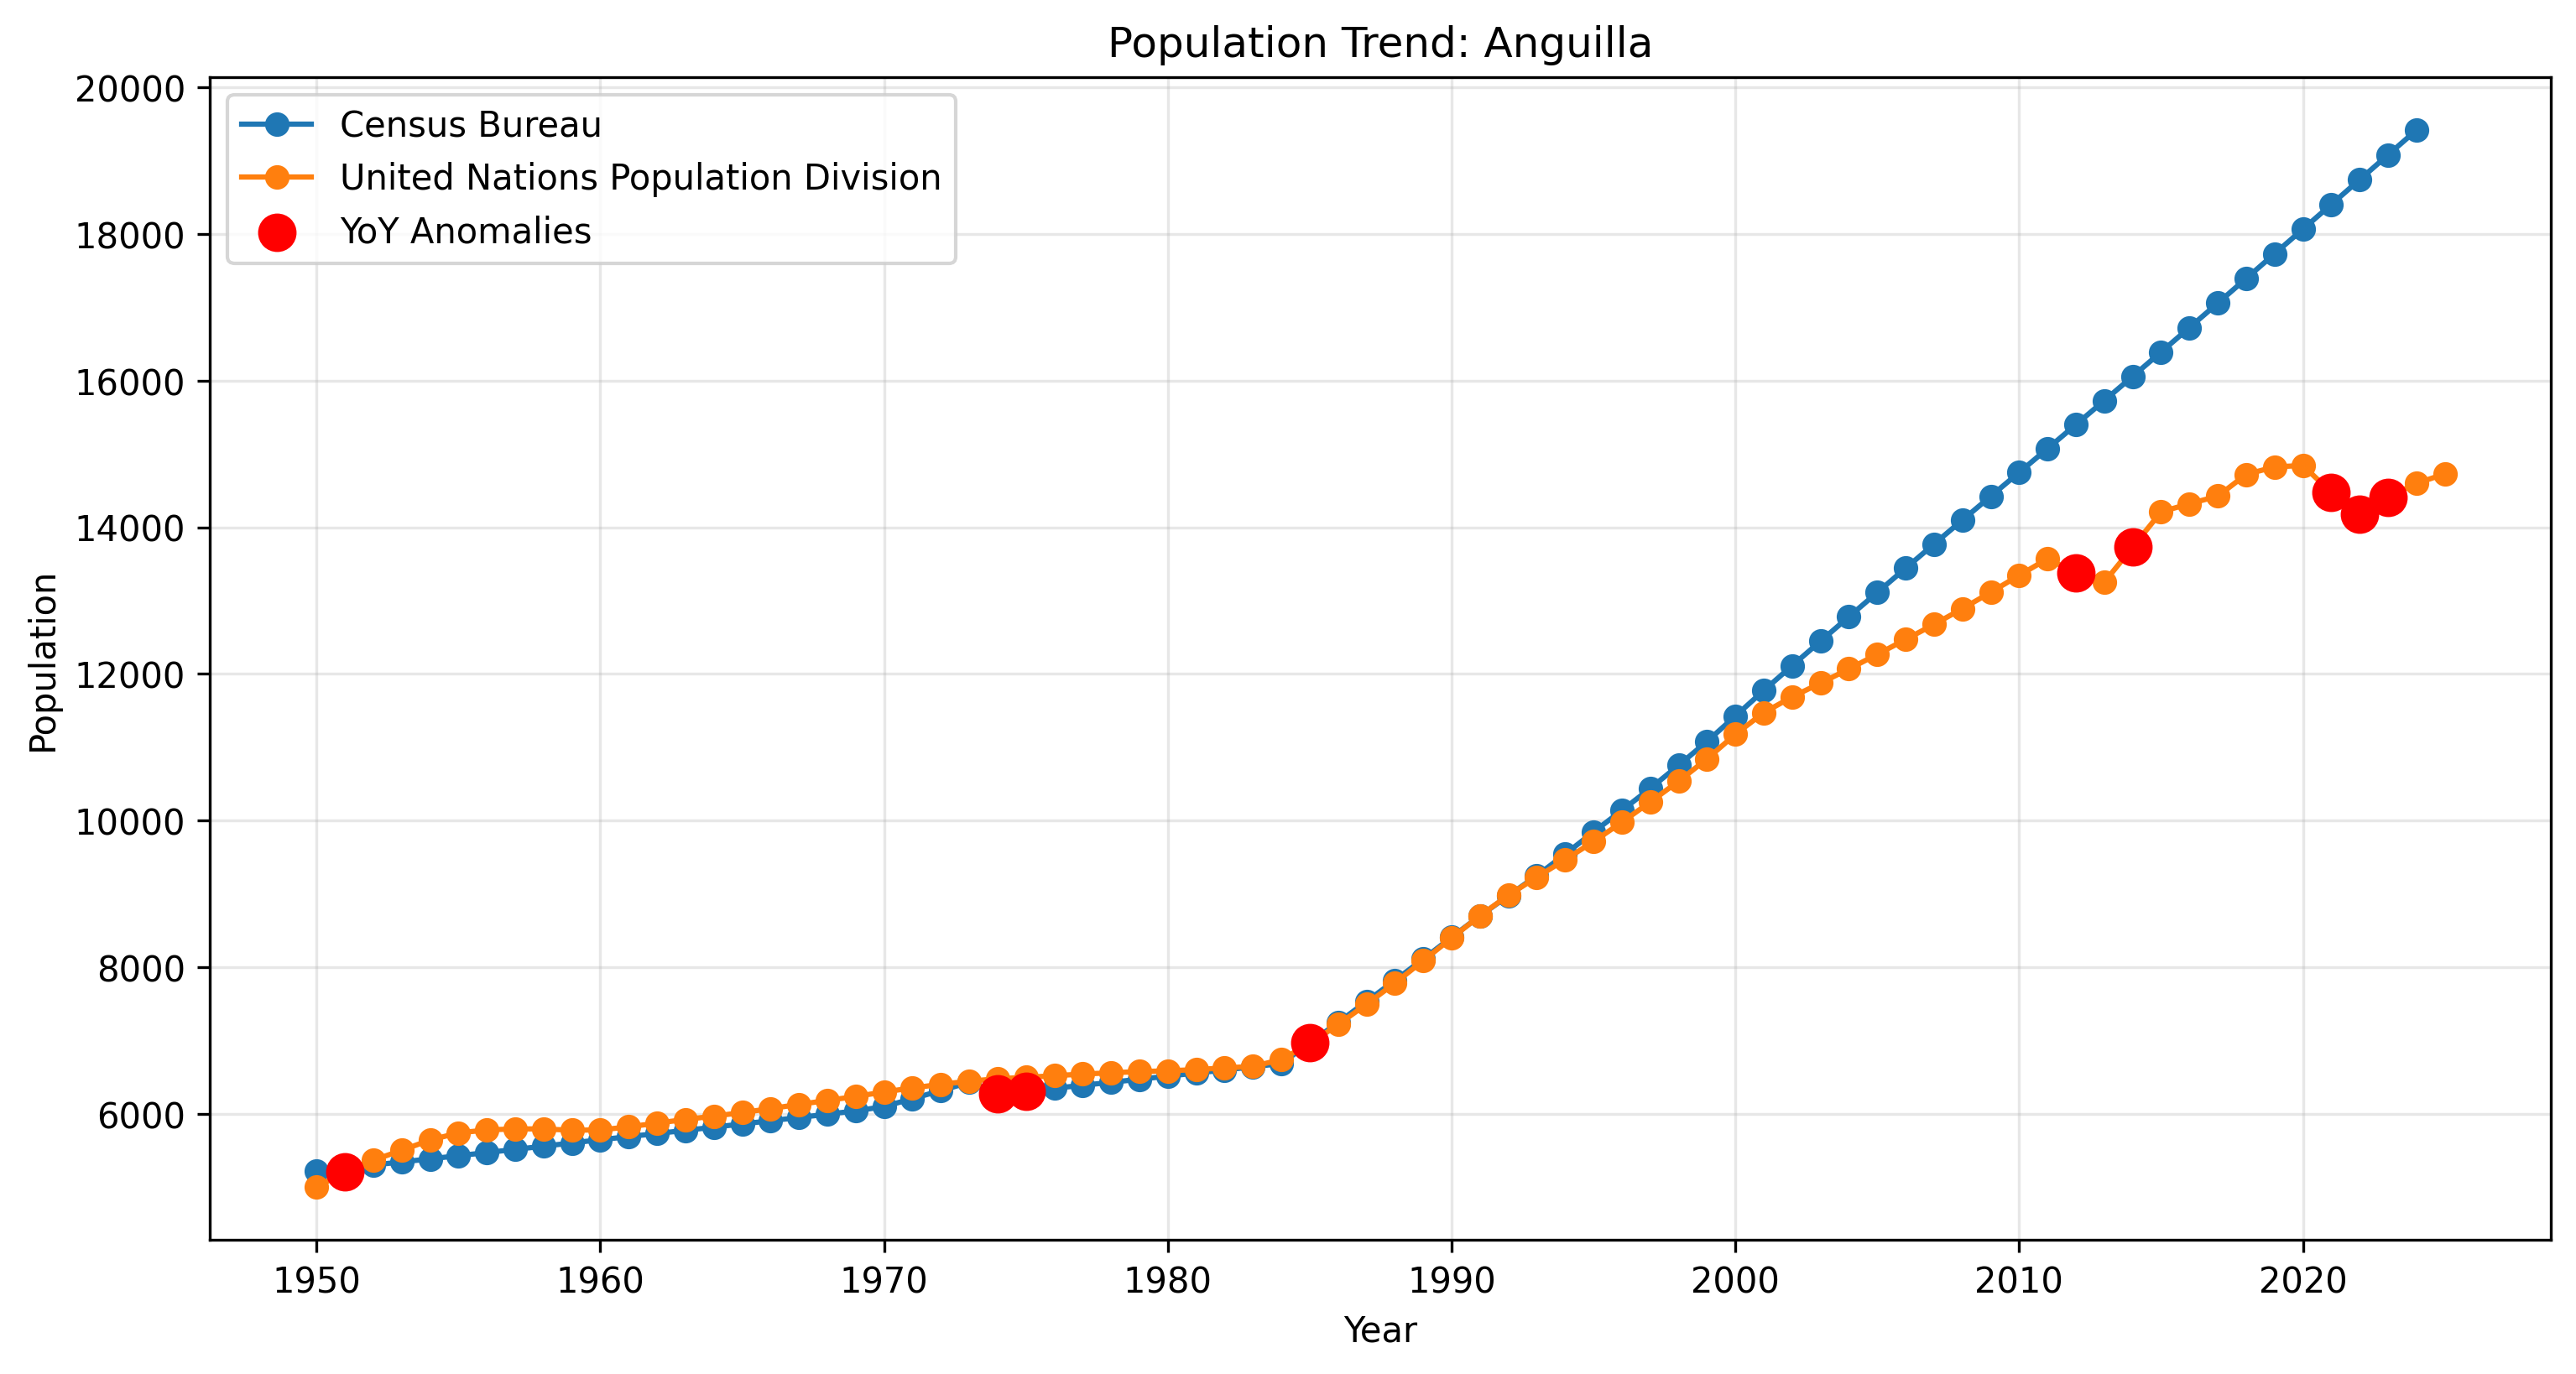 Population Trend: Anguilla
20000
18000
16000
14000
12000
10000
8000
6000
Population
Census Bureau
United Nations Population Division
YoY Anomalies
1950 1960 1970 1980 1990 2000 2010 2020
Year